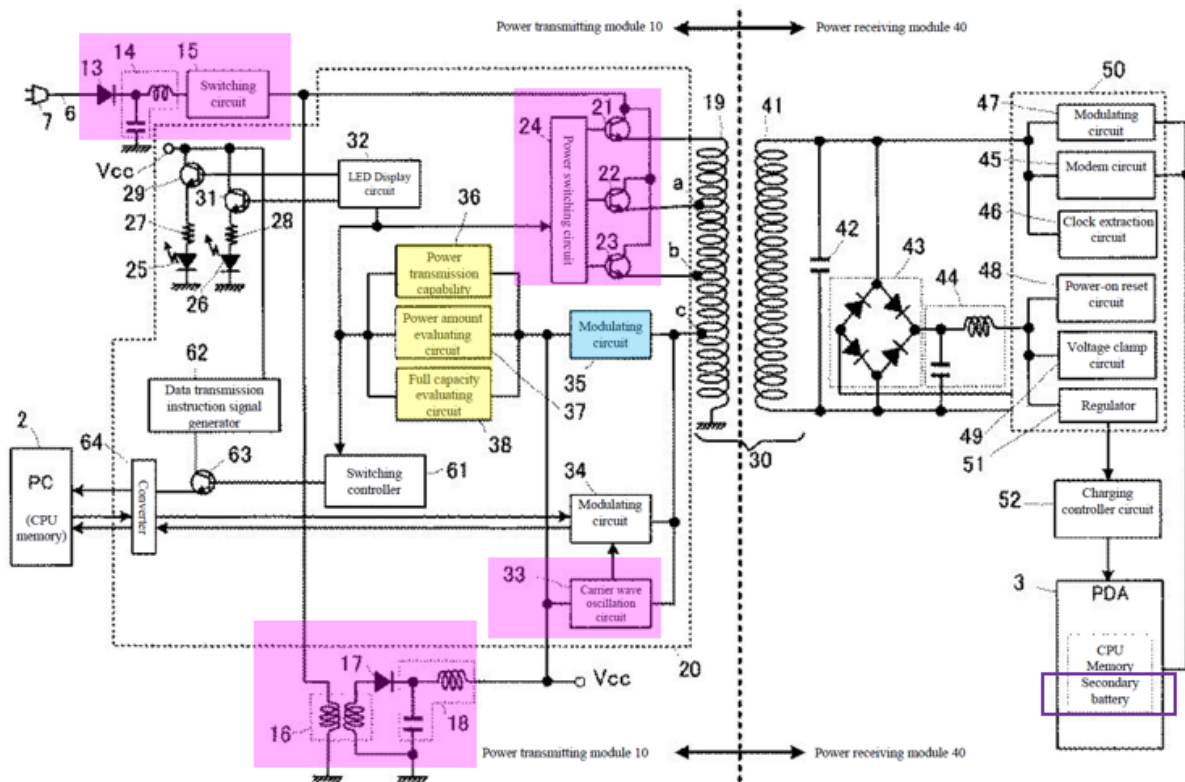 Power transmitting module 10
Power receiving module 40
13
14
15
Switching
circuit
7
6
Vcc
29
31
27
28
25
26
32
LED Display
circuit
24
Power switching circuit
21
22
23
19
41
a
b
c
36
Power
transmission
capability
Power amount
evaluating
circuit
37
Full capacity
evaluating
circuit
38
Modulating
circuit
35
30
42
43
44
50
47
Modulating
circuit
45
Modem circuit
46
Clock extraction
circuit
48
Power-on reset
circuit
Voltage clamp
circuit
49
Regulator
51
62
Data transmission
instruction signal
generator
2
PC
(CPU
memory)
64
Converter
63
Switching
controller
61
34
Modulating
circuit
33
Carrier wave
oscillation
circuit
20
52
Charging
controller circuit
3
PDA
CPU
Memory
Secondary
battery
16
17
18
Vcc
Power transmitting module 10
Power receiving module 40